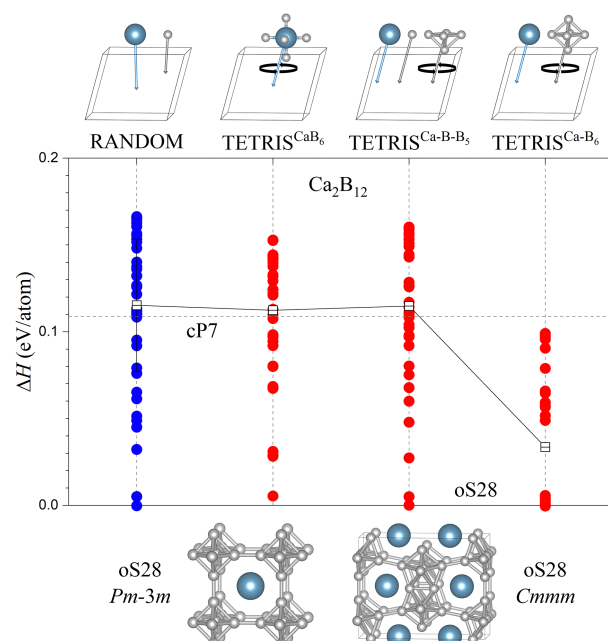 RANDOM TETRIS^CaB₆ TETRIS^Ca-B-B₅ TETRIS^Ca-B₆
0.2
Ca₂B₁₂
ΔH (eV/atom)
0.1
cP7
oS28
0.0
oS28 oS28
Pm-3m Cmmm